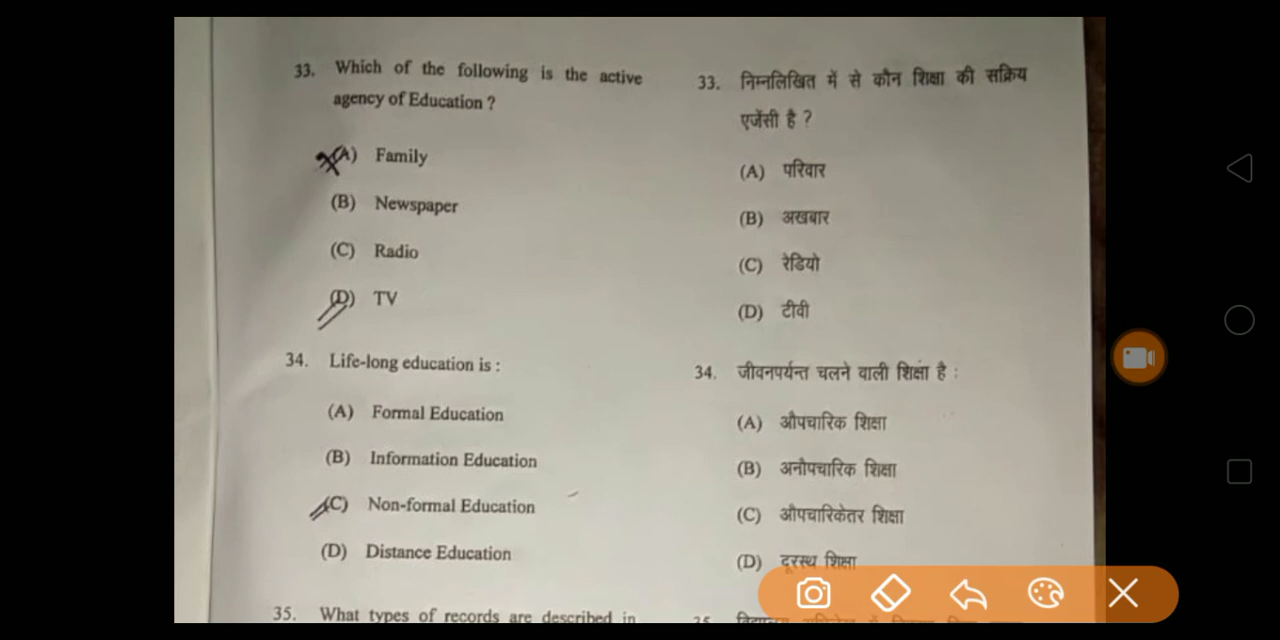 33. Which of the following is the active
agency of Education ?
(A) Family
(B) Newspaper
(C) Radio
(D) TV
34. Life-long education is :
(A) Formal Education
(B) Information Education
(C) Non-formal Education
(D) Distance Education
35. What types of records are described in
33. निम्नलिखित में से कौन शिक्षा की सक्रिय
एजेंसी है ?
(A) परिवार
(B) अखबार
(C) रेडियो
(D) टीवी
34. जीवनपर्यन्त चलने वाली शिक्षा है :
(A) औपचारिक शिक्षा
(B) अनौपचारिक शिक्षा
(C) औपचारिकेतर शिक्षा
(D) दूरस्थ शिक्षा